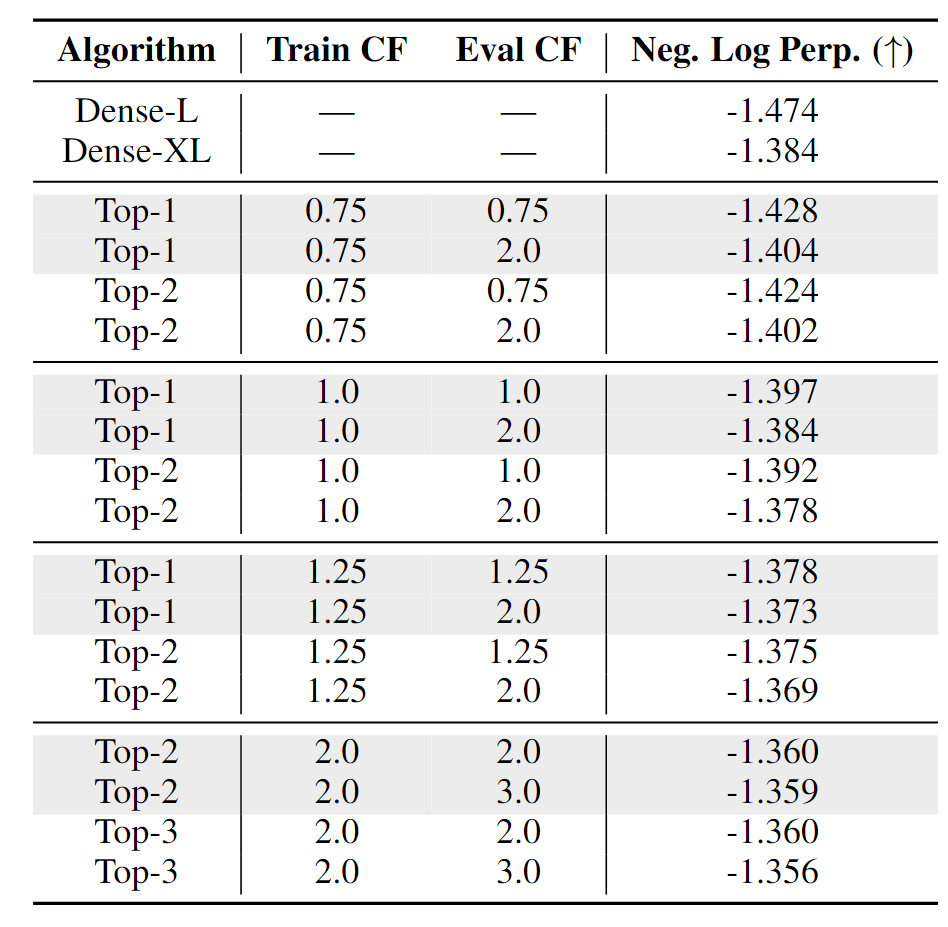 Algorithm Train CF Eval CF Neg. Log Perp. (↑)
Dense-L — — -1.474
Dense-XL — — -1.384
Top-1 0.75 0.75 -1.428
Top-1 0.75 2.0 -1.404
Top-2 0.75 0.75 -1.424
Top-2 0.75 2.0 -1.402
Top-1 1.0 1.0 -1.397
Top-1 1.0 2.0 -1.384
Top-2 1.0 1.0 -1.392
Top-2 1.0 2.0 -1.378
Top-1 1.25 1.25 -1.378
Top-1 1.25 2.0 -1.373
Top-2 1.25 1.25 -1.375
Top-2 1.25 2.0 -1.369
Top-2 2.0 2.0 -1.360
Top-2 2.0 3.0 -1.359
Top-3 2.0 2.0 -1.360
Top-3 2.0 3.0 -1.356